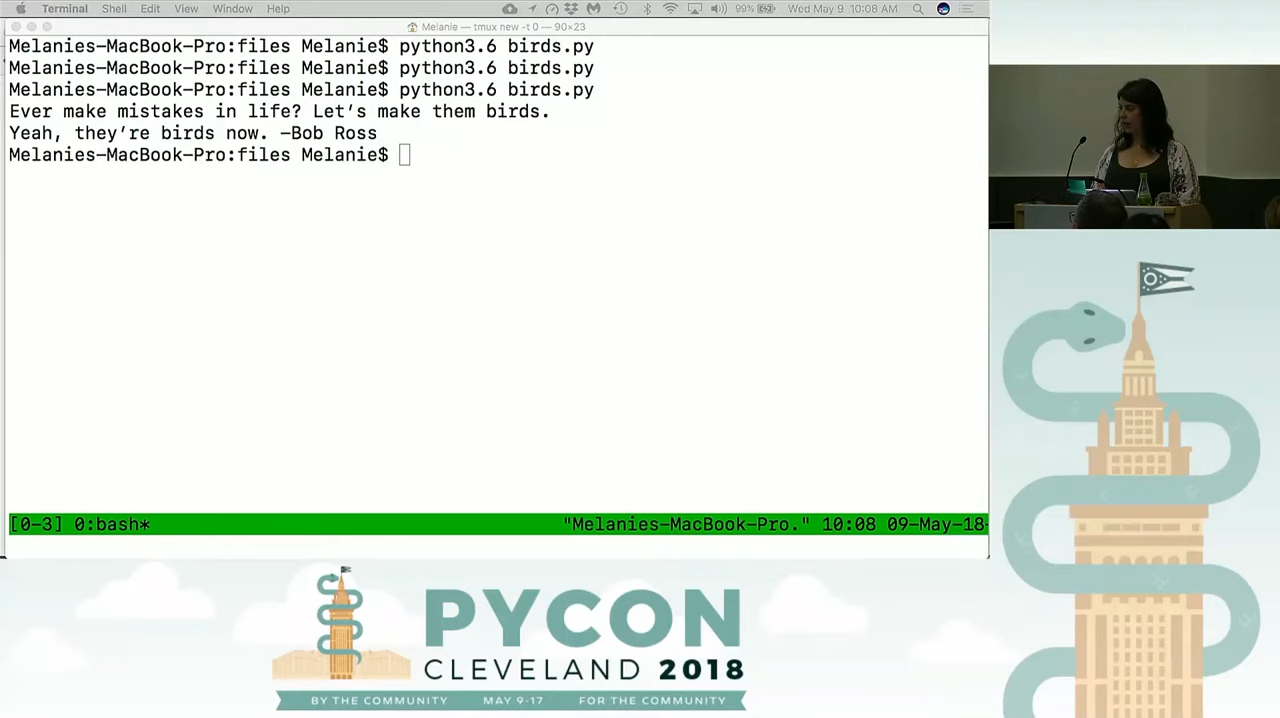 Terminal Shell Edit View Window Help 99% Wed May 9 10:08 AM
Melanie — tmux new -t 0 — 90×23
Melanies-MacBook-Pro:files Melanie$ python3.6 birds.py
Melanies-MacBook-Pro:files Melanie$ python3.6 birds.py
Melanies-MacBook-Pro:files Melanie$ python3.6 birds.py
Ever make mistakes in life? Let’s make them birds.
Yeah, they’re birds now. -Bob Ross
Melanies-MacBook-Pro:files Melanie$
[0-3] 0:bash* "Melanies-MacBook-Pro." 10:08 09-May-18
PYCON
CLEVELAND 2018
BY THE COMMUNITY MAY 9-17 FOR THE COMMUNITY